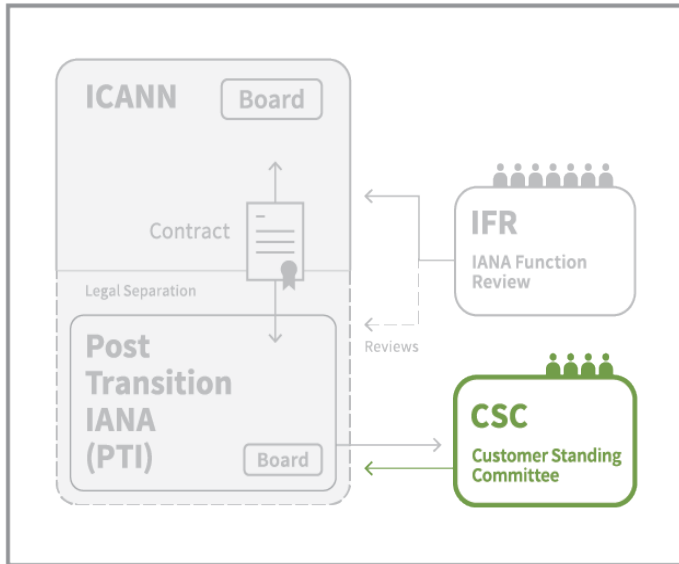 ICANN
Board
Contract
Legal Separation
Post
Transition
IANA
(PTI)
Board
IFR
IANA Function
Review
Reviews
CSC
Customer Standing
Committee